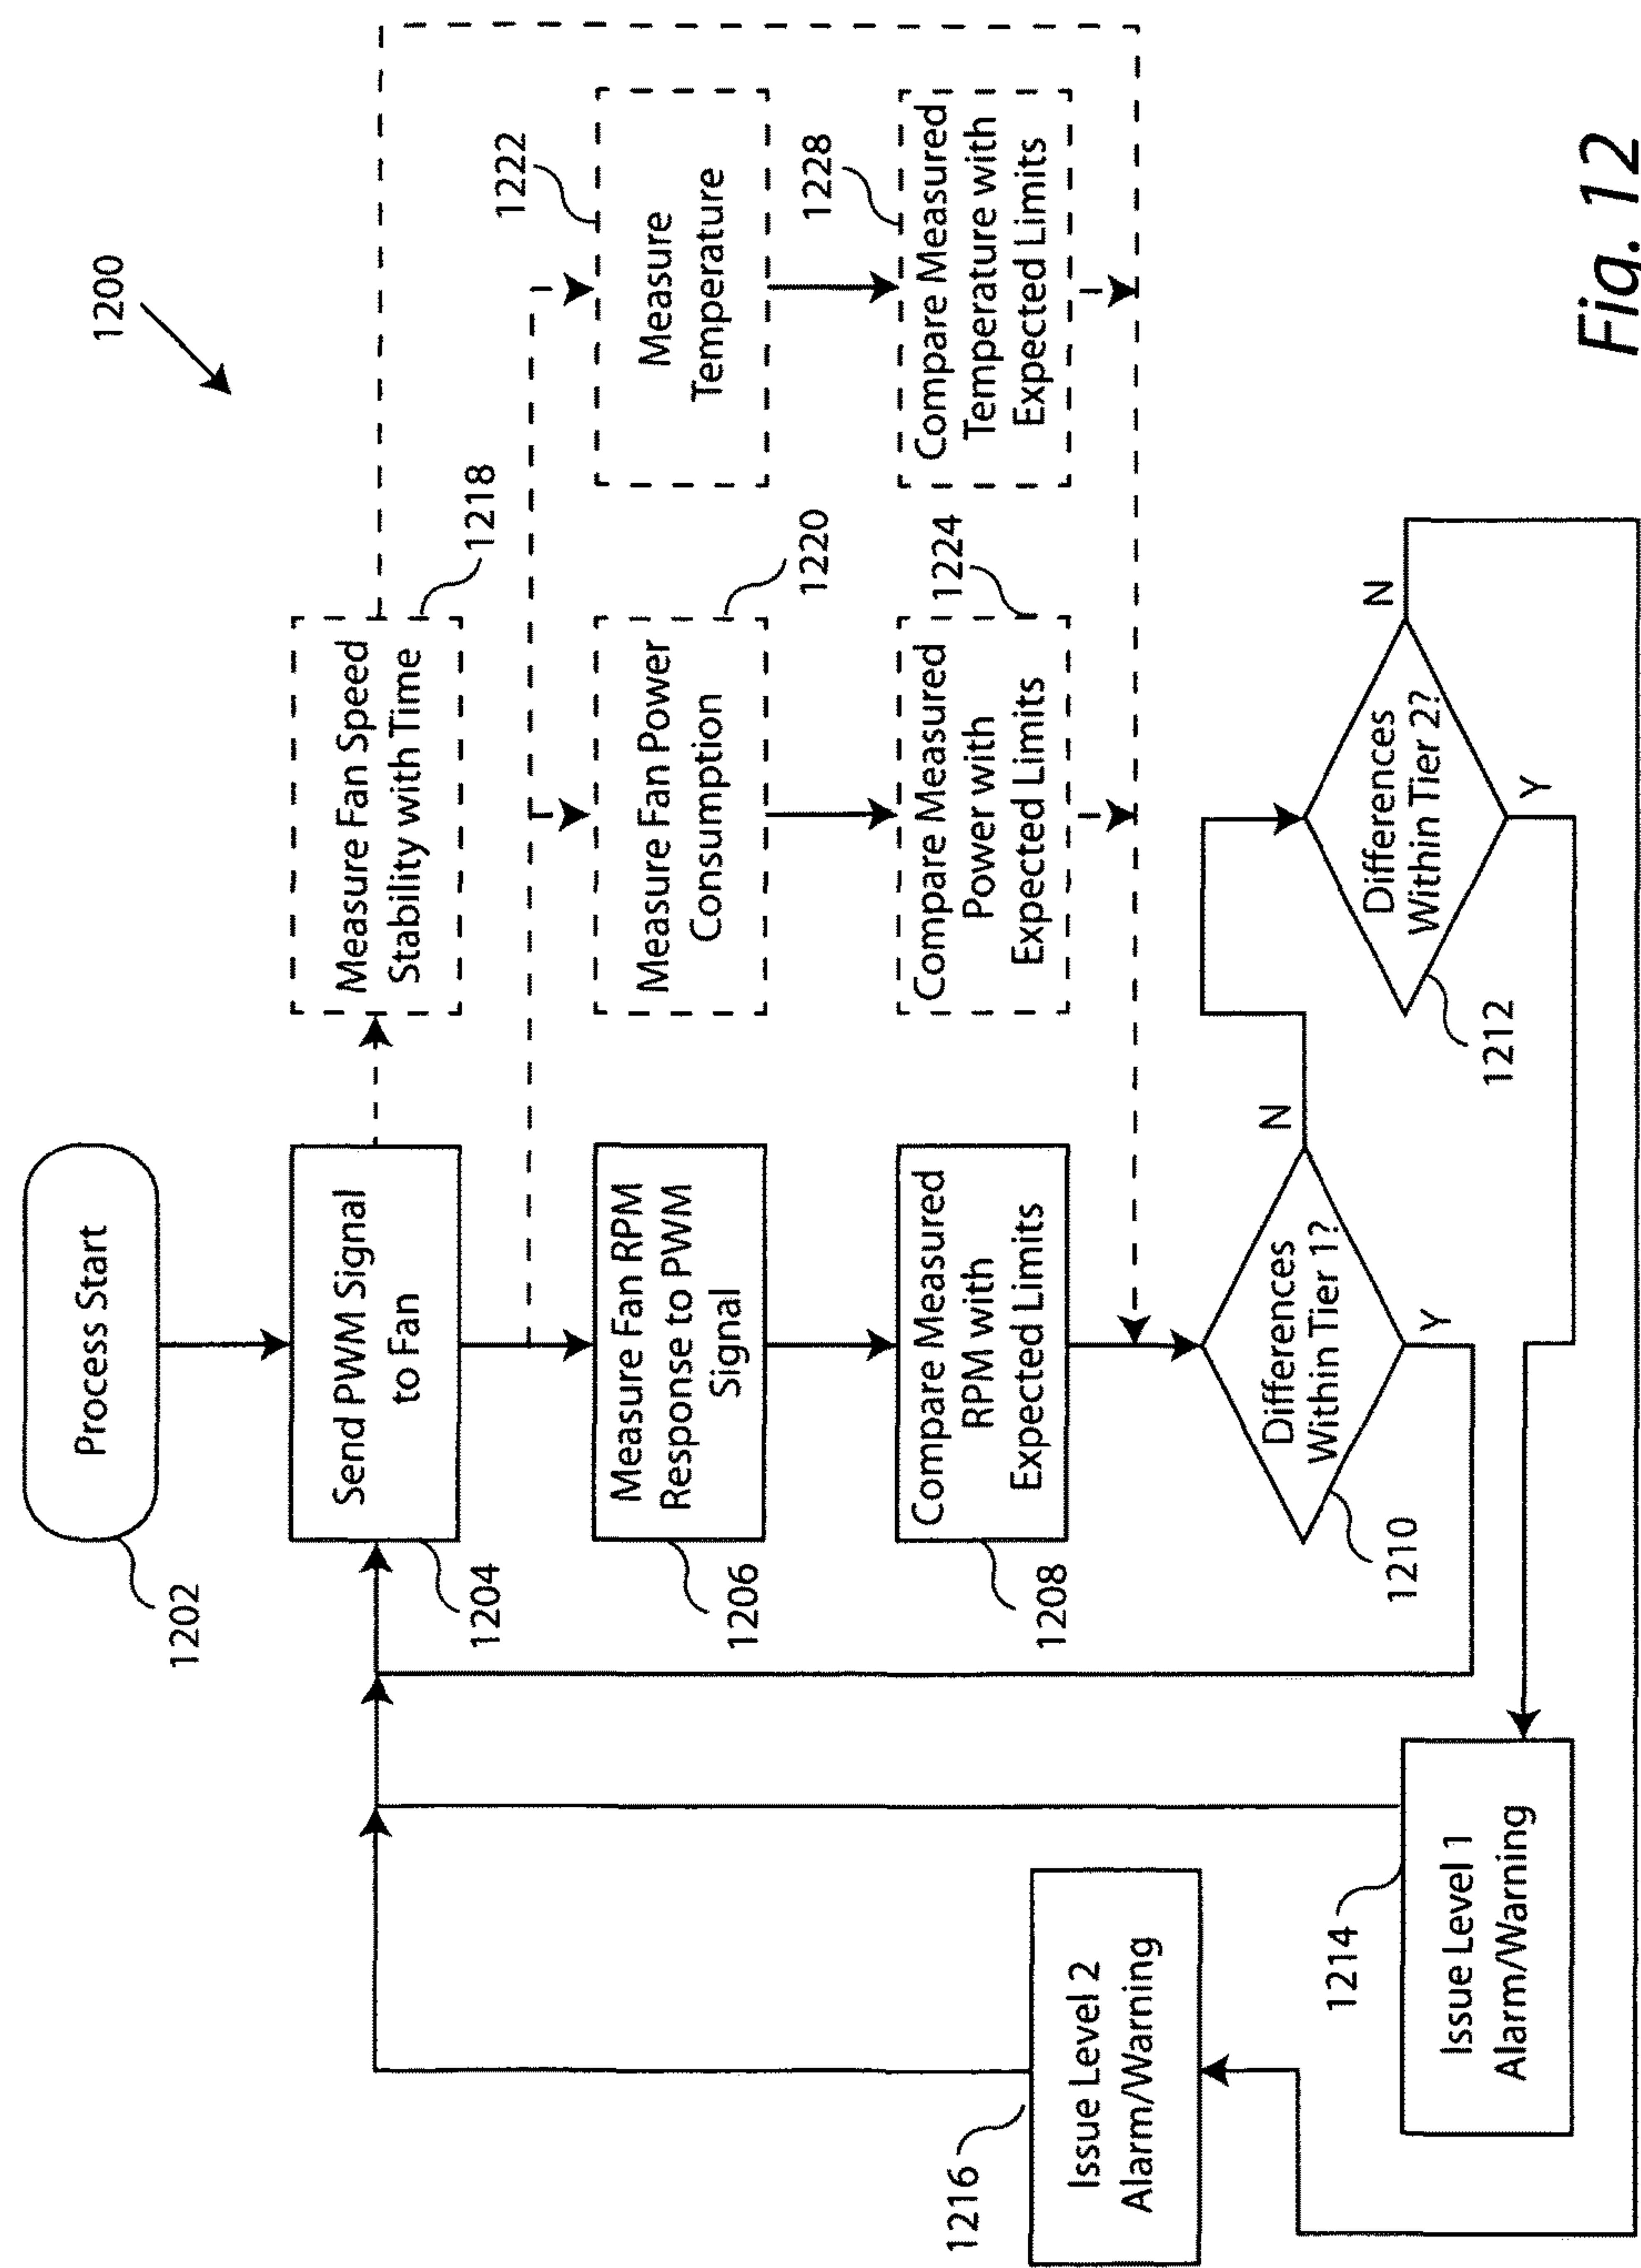 1200
Process Start
1202
Send PWM Signal
to Fan
1204
Measure Fan Speed
Stability with Time
1218
Measure Fan RPM
Response to PWM
Signal
1206
Measure Fan Power
Consumption
1220
Measure
Temperature
1222
Compare Measured
RPM with
Expected Limits
1208
Compare Measured
Power with
Expected Limits
1224
Compare Measured
Temperature with
Expected Limits
1228
Differences
Within Tier 1?
1210
N
Y
Differences
Within Tier 2?
1212
N
Y
Issue Level 2
Alarm/Warning
1216
Issue Level 1
Alarm/Warning
1214
Fig. 12